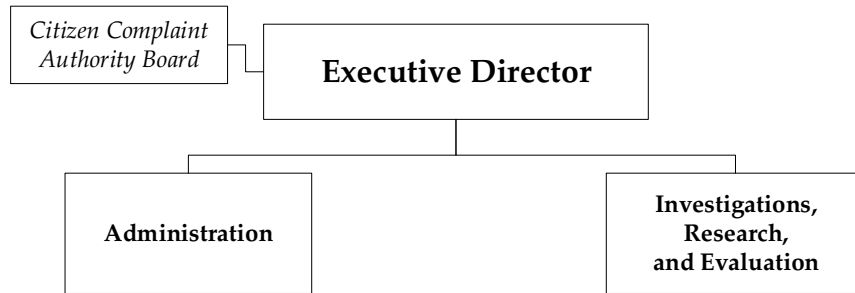 Citizen Complaint
Authority Board
Executive Director
Administration
Investigations,
Research,
and Evaluation